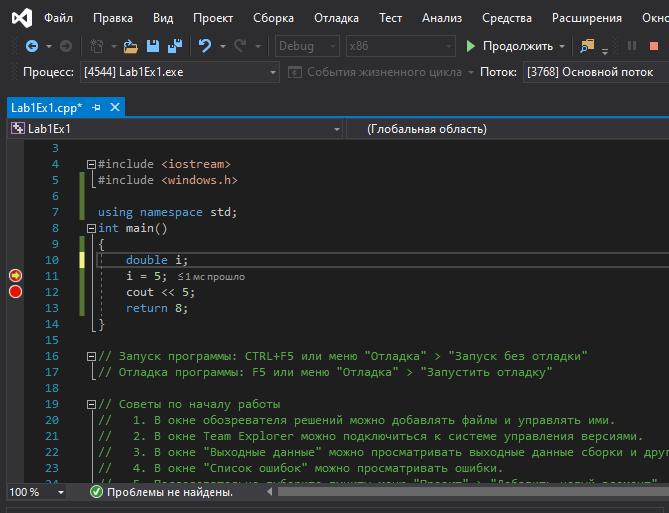 Файл Правка Вид Проект Сборка Отладка Тест Анализ Средства Расширения Окно
Debug x86 Продолжить
Процесс: [4544] Lab1Ex1.exe События жизненного цикла Поток: [3768] Основной поток
Lab1Ex1.cpp*
Lab1Ex1 (Глобальная область)
3
4 #include <iostream>
5 #include <windows.h>
6
7 using namespace std;
8 int main()
9 {
10 double i;
11 i = 5; ≤1 мс прошло
12 cout << 5;
13 return 8;
14 }
15
16 // Запуск программы: CTRL+F5 или меню "Отладка" > "Запуск без отладки"
17 // Отладка программы: F5 или меню "Отладка" > "Запустить отладку"
18
19 // Советы по началу работы
20 // 1. В окне обозревателя решений можно добавлять файлы и управлять ими.
21 // 2. В окне Team Explorer можно подключиться к системе управления версиями.
22 // 3. В окне "Выходные данные" можно просматривать выходные данные сборки и друг
23 // 4. В окне "Список ошибок" можно просматривать ошибки.
100 % Проблемы не найдены.